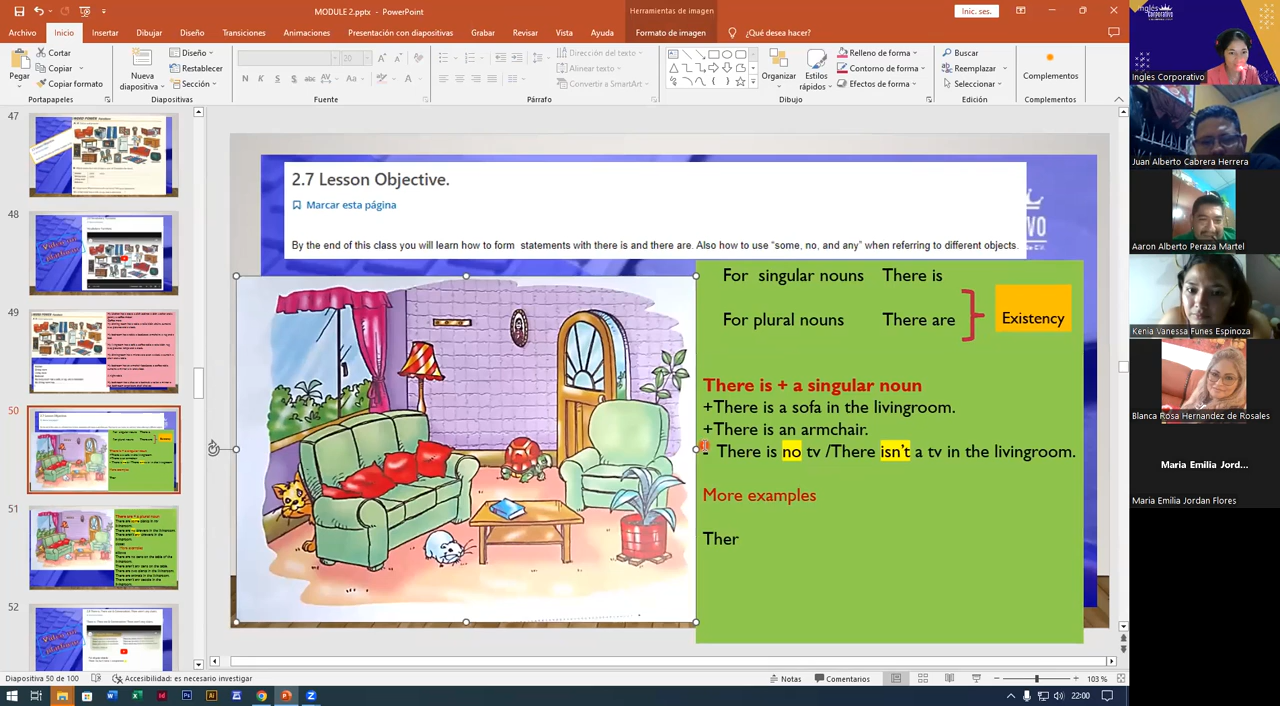 MODULE 2.pptx - PowerPoint
Herramientas de imagen
Inic. ses.
Archivo
Inicio
Insertar
Dibujar
Diseño
Transiciones
Animaciones
Presentación con diapositivas
Grabar
Revisar
Vista
Ayuda
Formato de imagen
¿Qué desea hacer?
Pegar
Cortar
Copiar
Copiar formato
Portapapeles
Nueva diapositiva
Diseño
Restablecer
Sección
Diapositivas
Fuente
Dirección del texto
Alinear texto
Convertir a SmartArt
Párrafo
Organizar
Estilos rápidos
Relleno de forma
Contorno de forma
Efectos de forma
Dibujo
Buscar
Reemplazar
Seleccionar
Edición
Complementos
Complementos
47
48
49
50
51
52
2.7 Lesson Objective.
Marcar esta página
By the end of this class you will learn how to form statements with there is and there are. Also how to use “some, no, and any” when referring to different objects.
For singular nouns There is
For plural nouns There are
Existency
There is + a singular noun
+There is a sofa in the livingroom.
+There is an armchair.
- There is no tv /There isn't a tv in the livingroom.
More examples
Ther
Inglés Corporativo
Juan Alberto Cabrera Herrera
Aaron Alberto Peraza Martel
Kenia Vanessa Funes Espinoza
Blanca Rosa Hernandez de Rosales
Maria Emilia Jord...
Maria Emilia Jordan Flores
Diapositiva 50 de 100
Accesibilidad: es necesario investigar
Notas
Comentarios
103 %
22:00